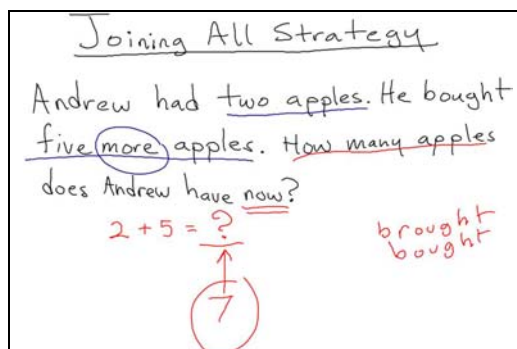 Joining All Strategy
Andrew had two apples. He bought
five more apples. How many apples
does Andrew have now?
2 + 5 = ?
brought
bought
7